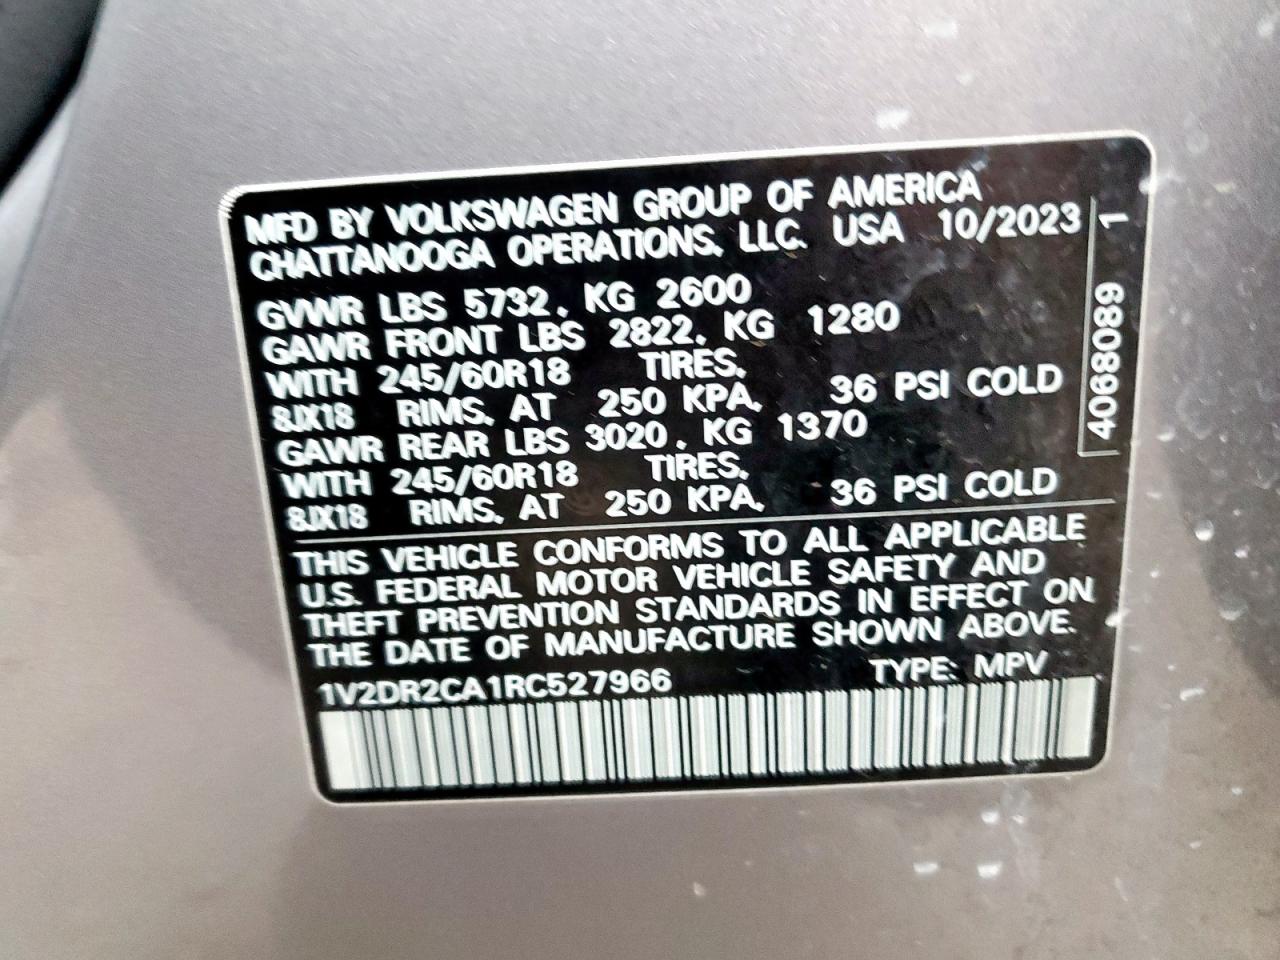 MFD BY VOLKSWAGEN GROUP OF AMERICA
CHATTANOOGA OPERATIONS, LLC. USA 10/2023
GVWR LBS 5732, KG 2600
GAWR FRONT LBS 2822, KG 1280
WITH 245/60R18 TIRES,
8JX18 RIMS, AT 250 KPA, 36 PSI COLD
GAWR REAR LBS 3020, KG 1370
WITH 245/60R18 TIRES,
8JX18 RIMS, AT 250 KPA, 36 PSI COLD
THIS VEHICLE CONFORMS TO ALL APPLICABLE
U.S. FEDERAL MOTOR VEHICLE SAFETY AND
THEFT PREVENTION STANDARDS IN EFFECT ON
THE DATE OF MANUFACTURE SHOWN ABOVE.
1V2DR2CA1RC527966 TYPE: MPV
4068089 1